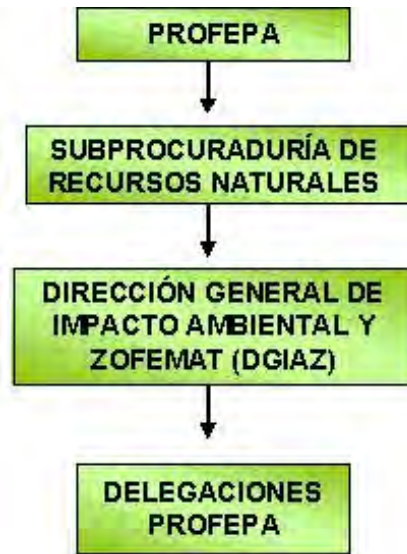 PROFEPA
SUBPROCURADURÍA DE
RECURSOS NATURALES
DIRECCIÓN GENERAL DE
IMPACTO AMBIENTAL Y
ZOFEMAT (DGIAZ)
DELEGACIONES
PROFEPA